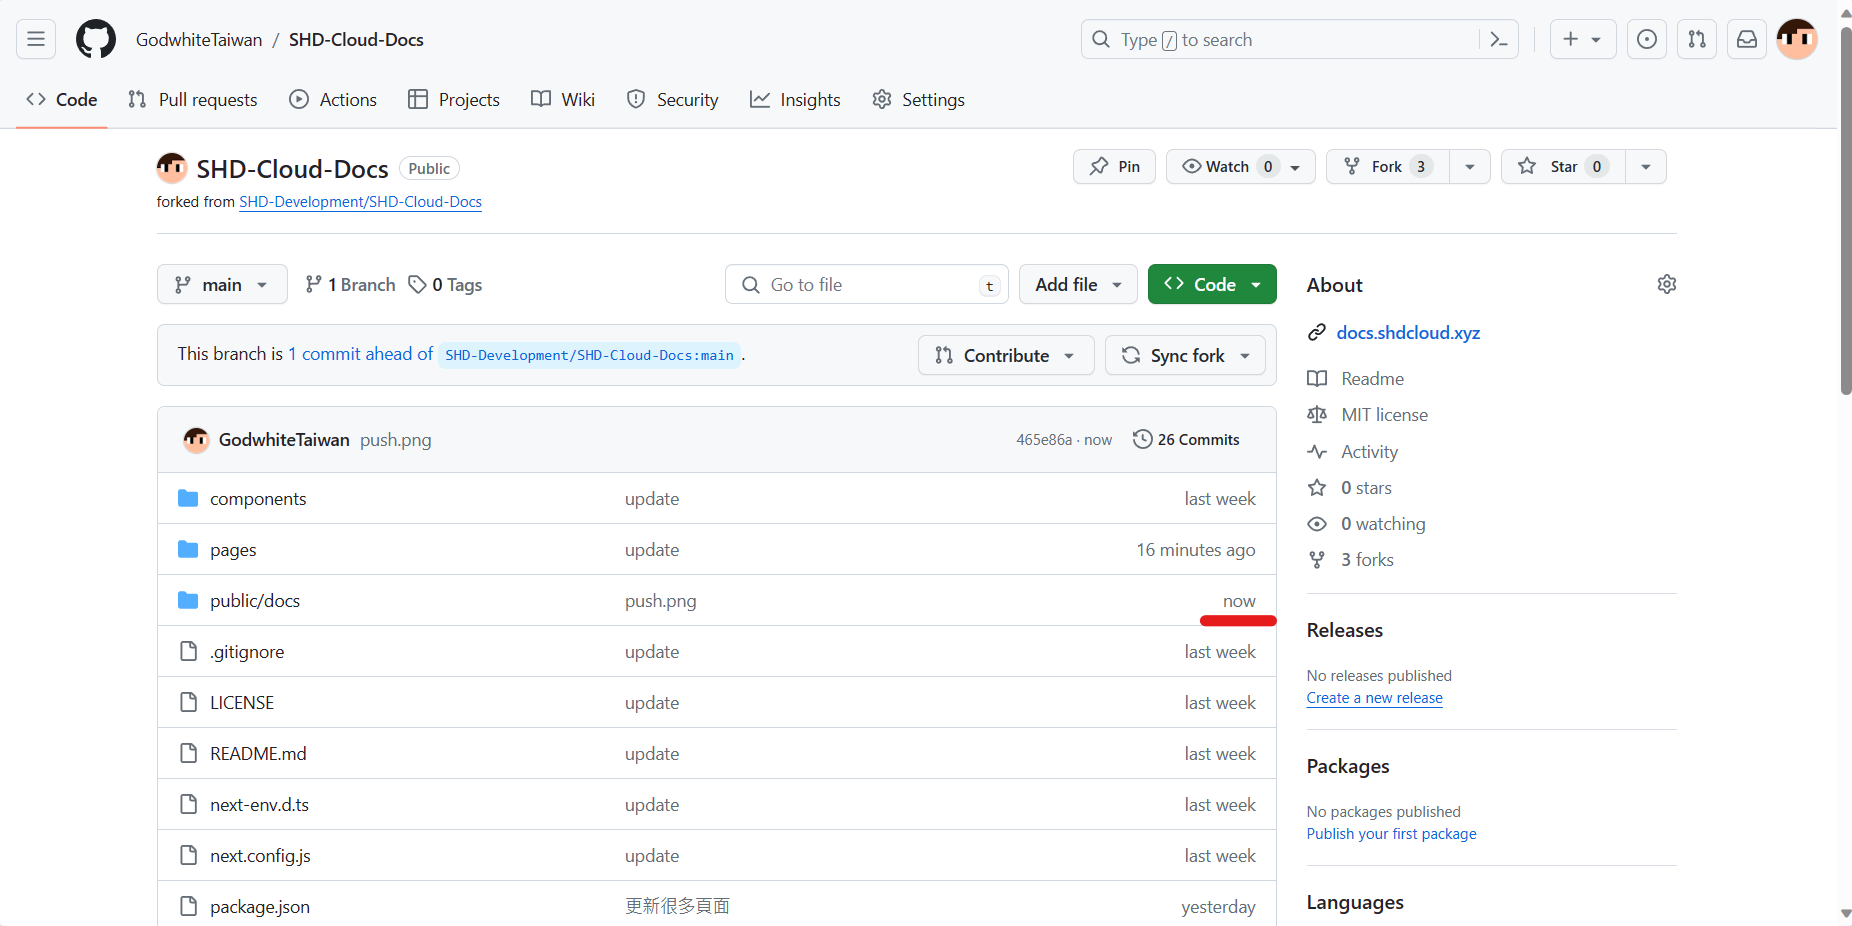 GodwhiteTaiwan / SHD-Cloud-Docs
Type / to search
Code Pull requests Actions Projects Wiki Security Insights Settings
SHD-Cloud-Docs Public
Pin Watch 0 Fork 3 Star 0
forked from SHD-Development/SHD-Cloud-Docs
main 1 Branch 0 Tags
Go to file t Add file Code
This branch is 1 commit ahead of SHD-Development/SHD-Cloud-Docs:main .
Contribute Sync fork
GodwhiteTaiwan push.png 465e86a · now 26 Commits
components update last week
pages update 16 minutes ago
public/docs push.png now
.gitignore update last week
LICENSE update last week
README.md update last week
next-env.d.ts update last week
next.config.js update last week
package.json 更新很多頁面 yesterday
About
docs.shdcloud.xyz
Readme
MIT license
Activity
0 stars
0 watching
3 forks
Releases
No releases published
Create a new release
Packages
No packages published
Publish your first package
Languages